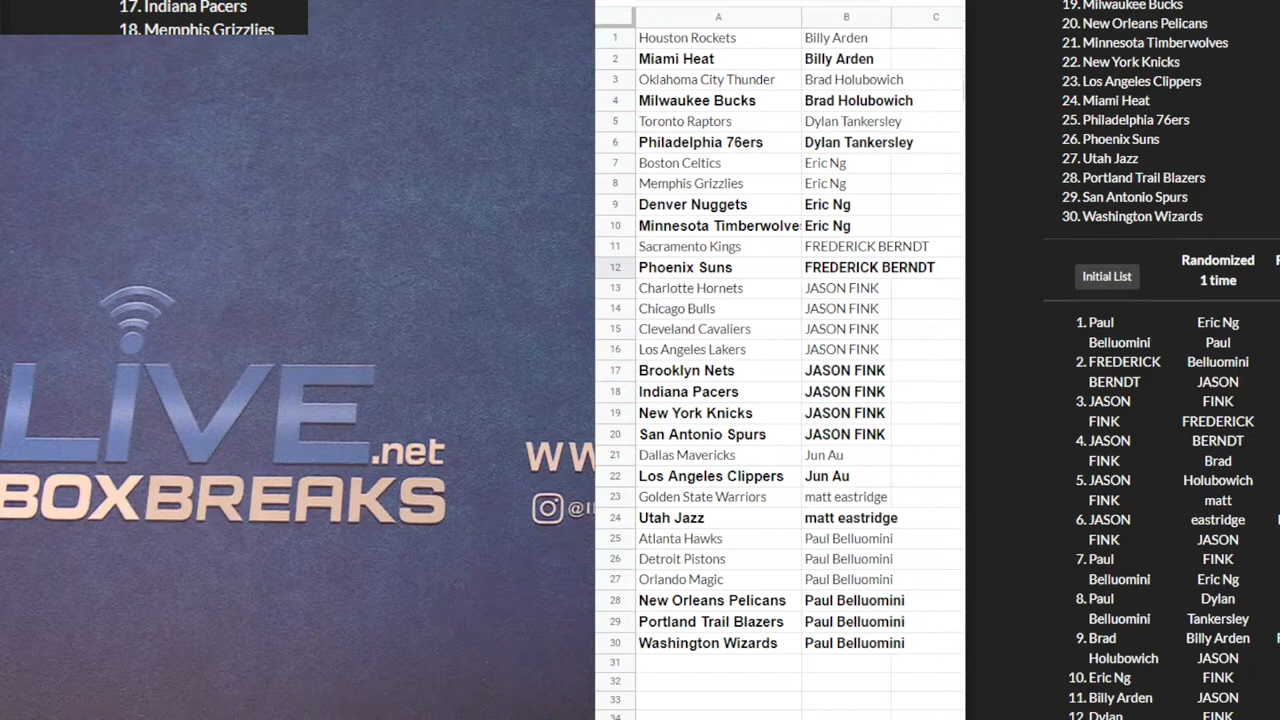 17. Indiana Pacers
18. Memphis Grizzlies
LiVE.net
BOXBREAKS
WW
A B C
1 Houston Rockets Billy Arden
2 Miami Heat Billy Arden
3 Oklahoma City Thunder Brad Holubowich
4 Milwaukee Bucks Brad Holubowich
5 Toronto Raptors Dylan Tankersley
6 Philadelphia 76ers Dylan Tankersley
7 Boston Celtics Eric Ng
8 Memphis Grizzlies Eric Ng
9 Denver Nuggets Eric Ng
10 Minnesota Timberwolves Eric Ng
11 Sacramento Kings FREDERICK BERNDT
12 Phoenix Suns FREDERICK BERNDT
13 Charlotte Hornets JASON FINK
14 Chicago Bulls JASON FINK
15 Cleveland Cavaliers JASON FINK
16 Los Angeles Lakers JASON FINK
17 Brooklyn Nets JASON FINK
18 Indiana Pacers JASON FINK
19 New York Knicks JASON FINK
20 San Antonio Spurs JASON FINK
21 Dallas Mavericks Jun Au
22 Los Angeles Clippers Jun Au
23 Golden State Warriors matt eastridge
24 Utah Jazz matt eastridge
25 Atlanta Hawks Paul Belluomini
26 Detroit Pistons Paul Belluomini
27 Orlando Magic Paul Belluomini
28 New Orleans Pelicans Paul Belluomini
29 Portland Trail Blazers Paul Belluomini
30 Washington Wizards Paul Belluomini
31
32
33
34
19. Milwaukee Bucks
20. New Orleans Pelicans
21. Minnesota Timberwolves
22. New York Knicks
23. Los Angeles Clippers
24. Miami Heat
25. Philadelphia 76ers
26. Phoenix Suns
27. Utah Jazz
28. Portland Trail Blazers
29. San Antonio Spurs
30. Washington Wizards
Initial List
Randomized
1 time
1. Paul Eric Ng
Belluomini Paul
2. FREDERICK Belluomini
BERNDT JASON
3. JASON FINK
FINK FREDERICK
4. JASON BERNDT
FINK Brad
5. JASON Holubowich
FINK matt
6. JASON eastridge
FINK JASON
7. Paul FINK
Belluomini Eric Ng
8. Paul Dylan
Belluomini Tankersley
9. Brad Billy Arden
Holubowich JASON
10. Eric Ng FINK
11. Billy Arden JASON
12. Dylan FINK